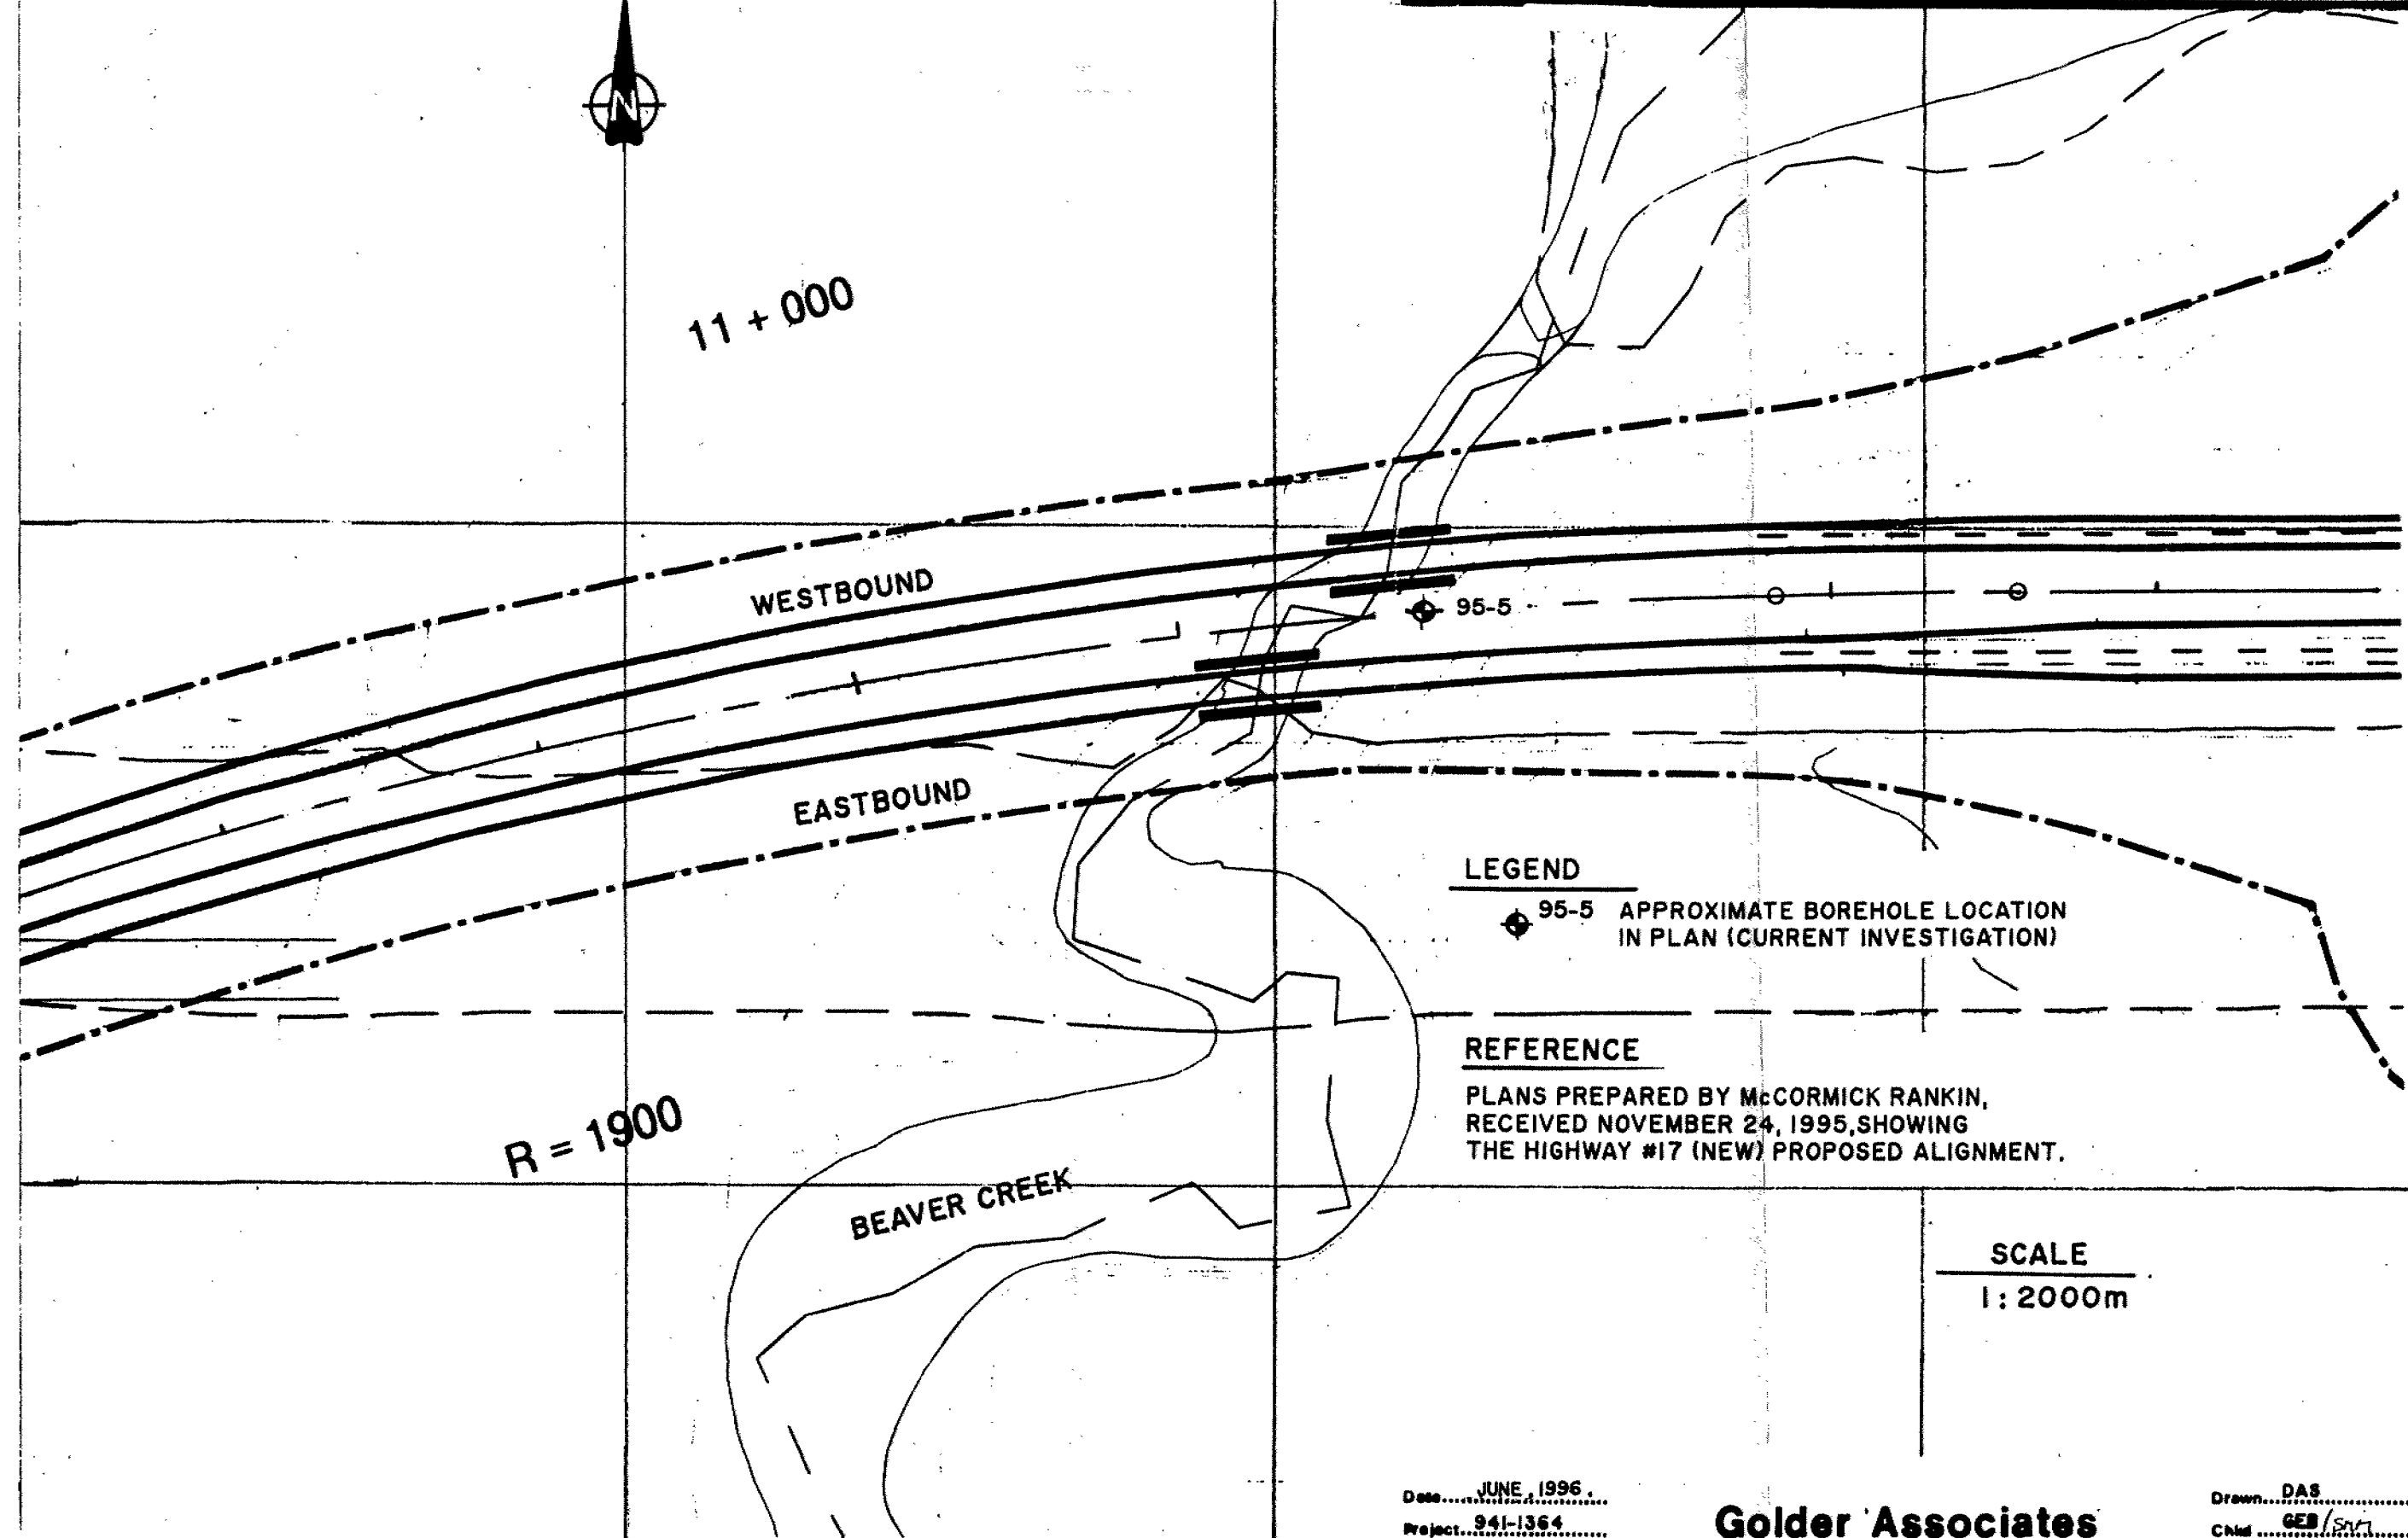 N
11 + 000
WESTBOUND
95-5
EASTBOUND
LEGEND
95-5 APPROXIMATE BOREHOLE LOCATION
IN PLAN (CURRENT INVESTIGATION)
REFERENCE
PLANS PREPARED BY McCORMICK RANKIN,
RECEIVED NOVEMBER 24, 1995,SHOWING
THE HIGHWAY #17 (NEW) PROPOSED ALIGNMENT.
R = 1900
BEAVER CREEK
SCALE
1:2000m
Date.....JUNE, 1996.
Project..941-1364
Golder Associates
Drawn...DAS
Chkd ...GEB/